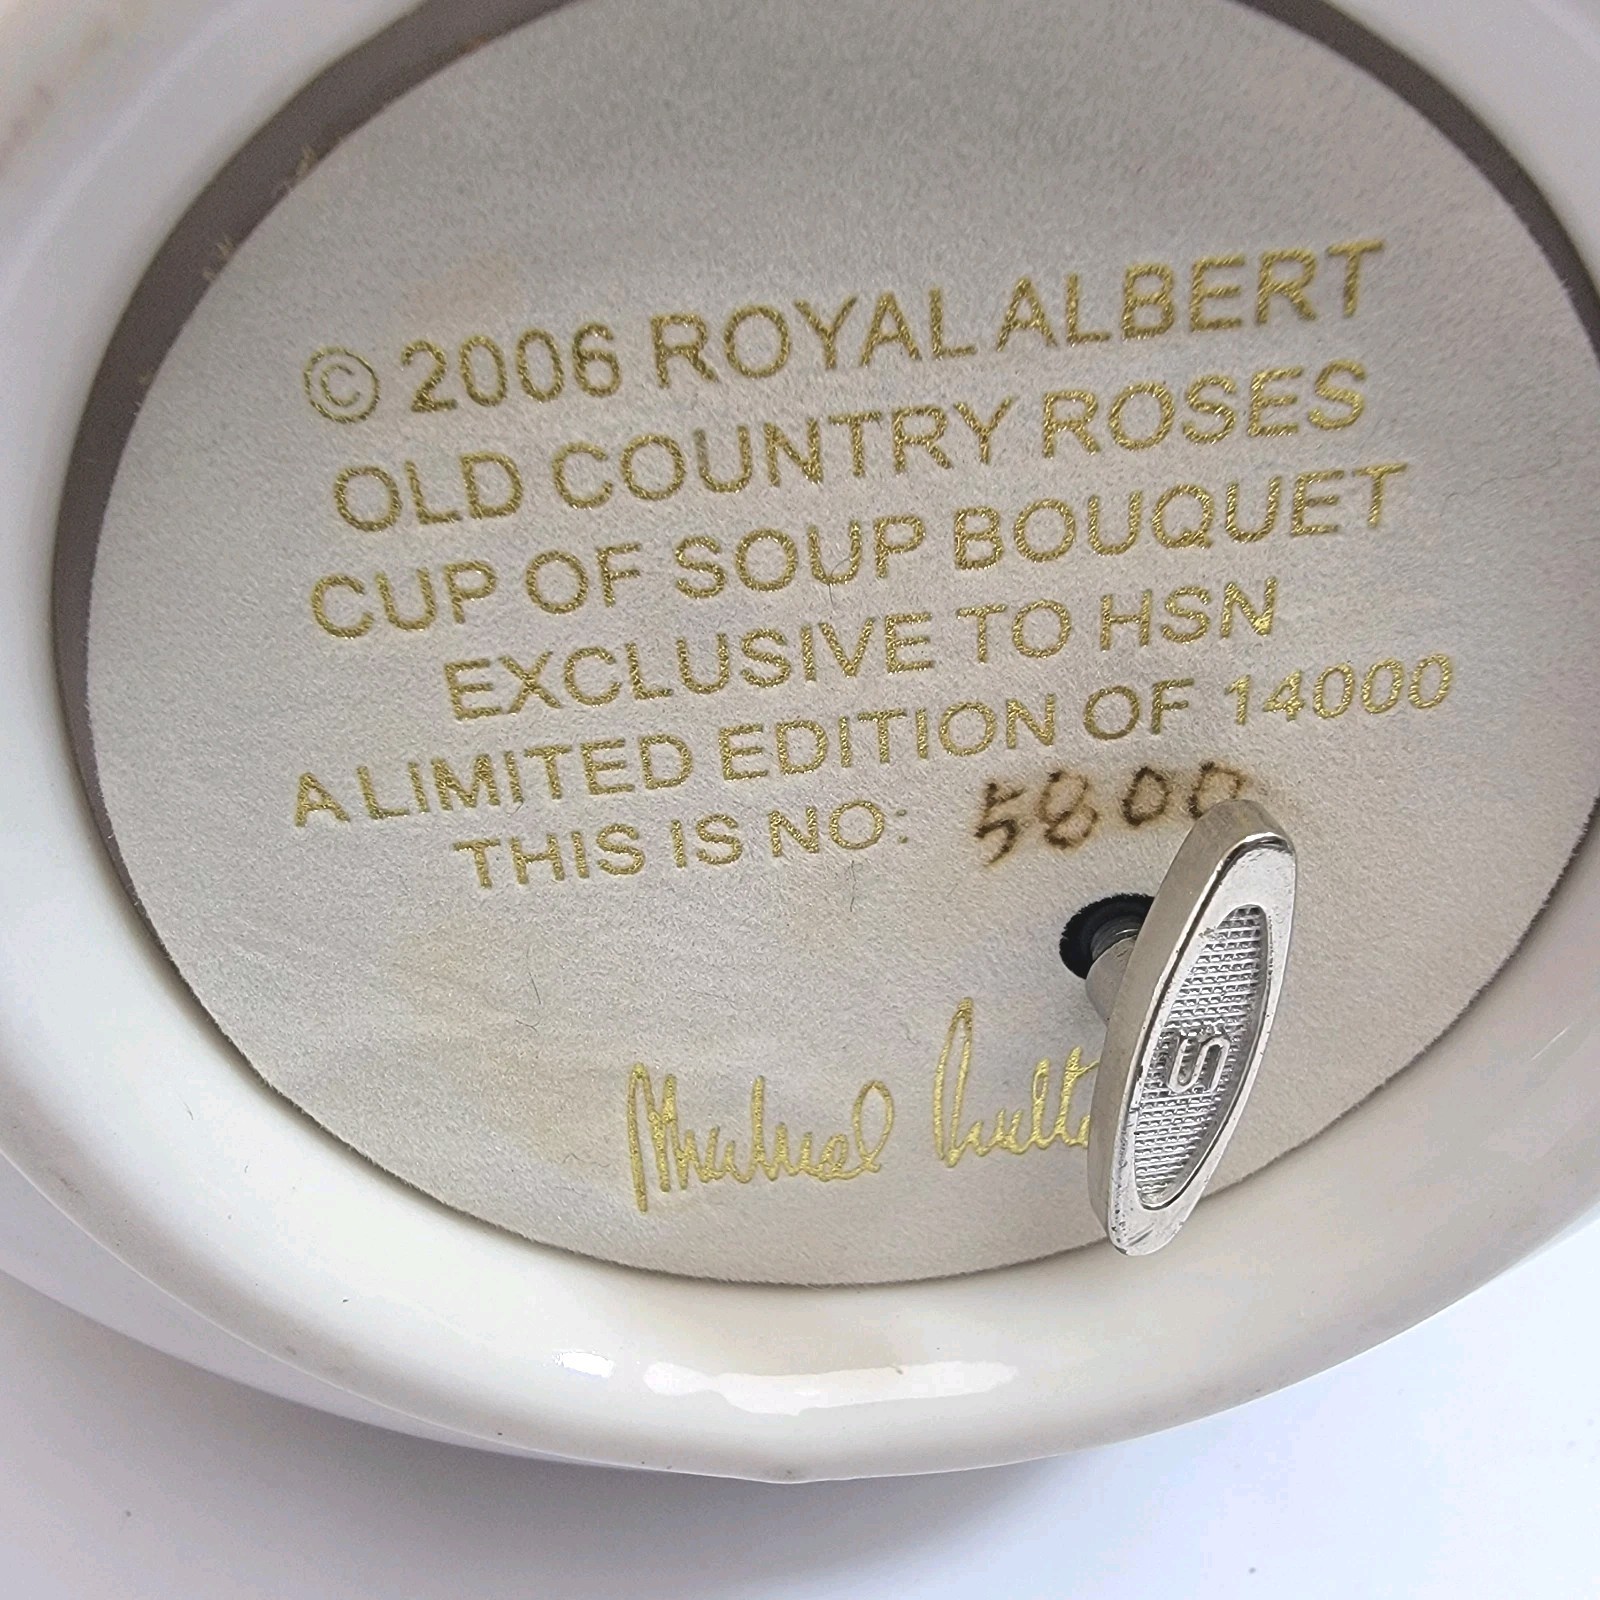 © 2006 ROYAL ALBERT
OLD COUNTRY ROSES
CUP OF SOUP BOUQUET
EXCLUSIVE TO HSN
A LIMITED EDITION OF 14000
THIS IS NO: 5800
Michael
S